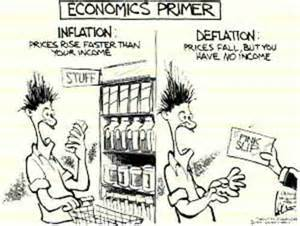 ECONOMICS PRIMER
INFLATION:
PRICES RISE FASTER THAN
YOUR INCOME
STUFF
DEFLATION:
PRICES FALL, BUT YOU
HAVE NO INCOME
PINK
SLIP